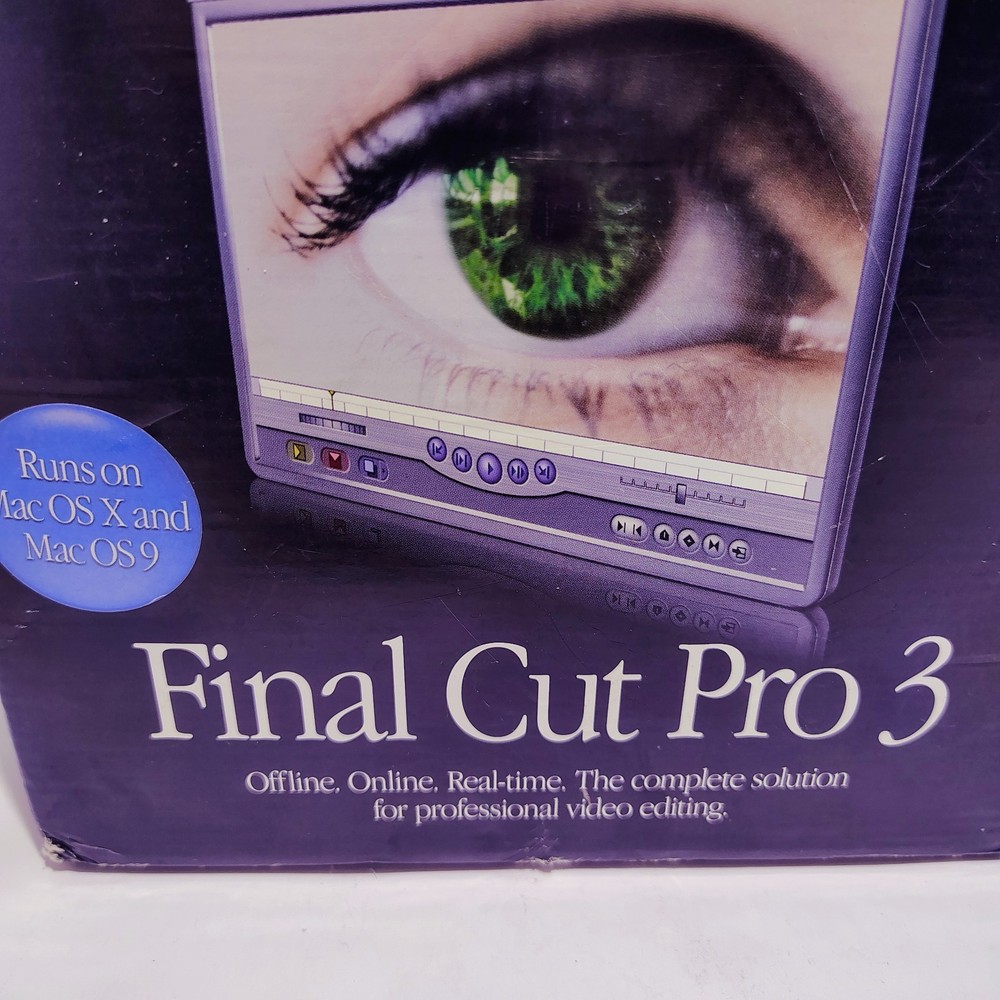 Runs on
Mac OS X and
Mac OS 9
Final Cut Pro 3
Offline. Online. Real-time. The complete solution
for professional video editing.